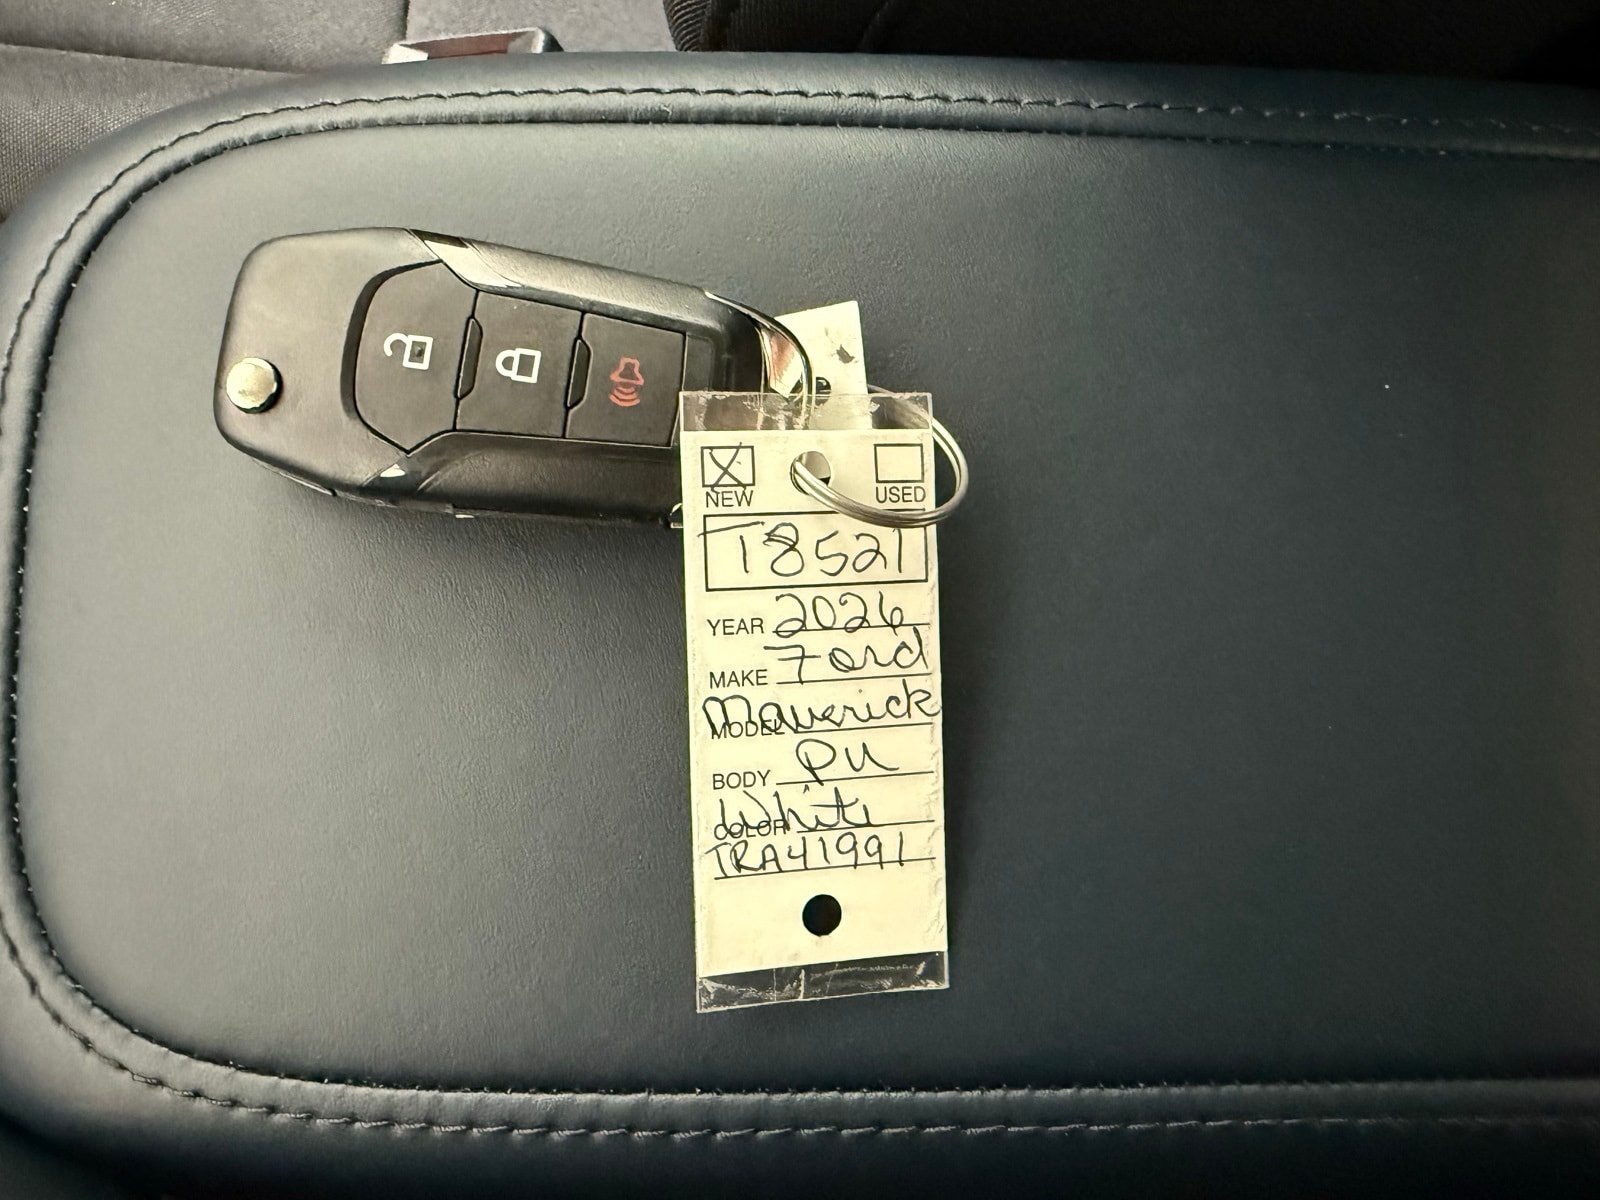 NEW USED
T8521
YEAR 2026
MAKE Ford
MODEL Maverick
BODY PU
COLOR White
TRA41991